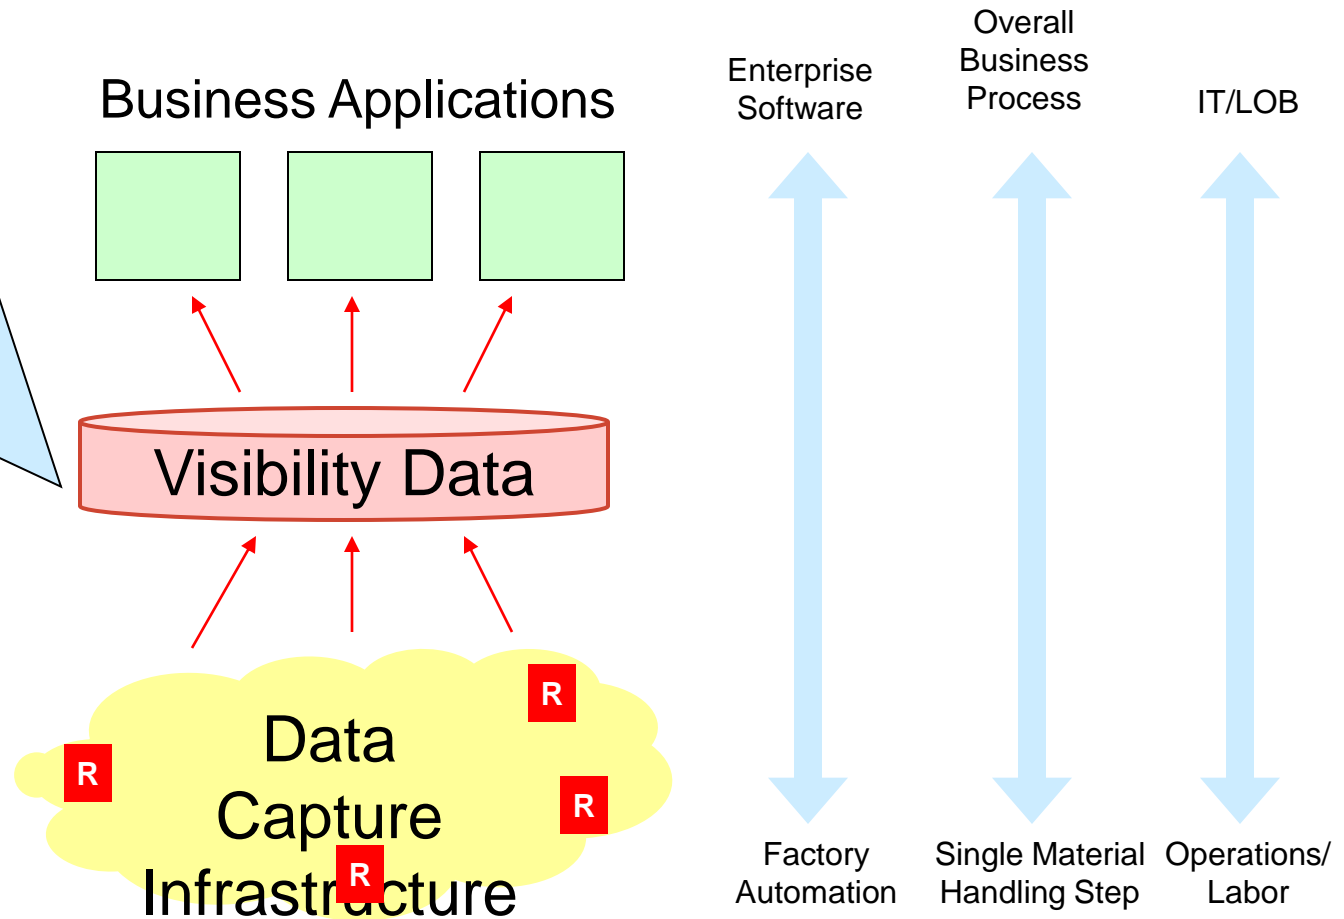 Business Applications
Visibility Data
R
R
R
Data
Capture
Infrastructure
R
Enterprise
Software
Overall
Business
Process
IT/LOB
Factory
Automation
Single Material
Handling Step
Operations/
Labor